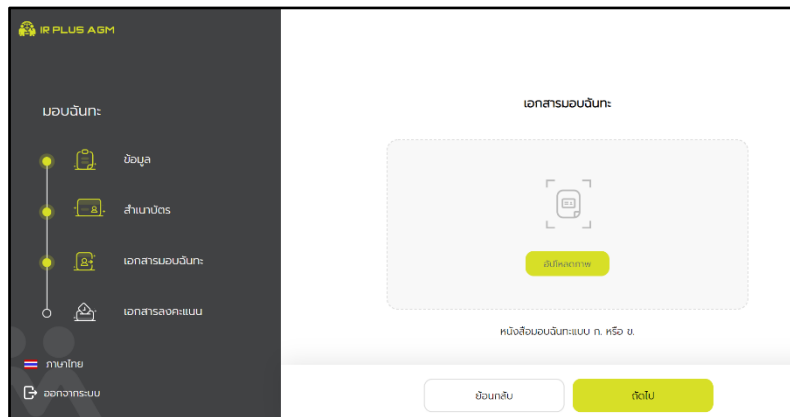 IR PLUS AGM
มอบฉันทะ
ข้อมูล
สำเนาบัตร
เอกสารมอบฉันทะ
เอกสารลงคะแนน
ภาษาไทย
ออกจากระบบ
เอกสารมอบฉันทะ
อัปโหลดภาพ
หนังสือมอบฉันทะแบบ ก. หรือ ข.
ย้อนกลับ
ถัดไป